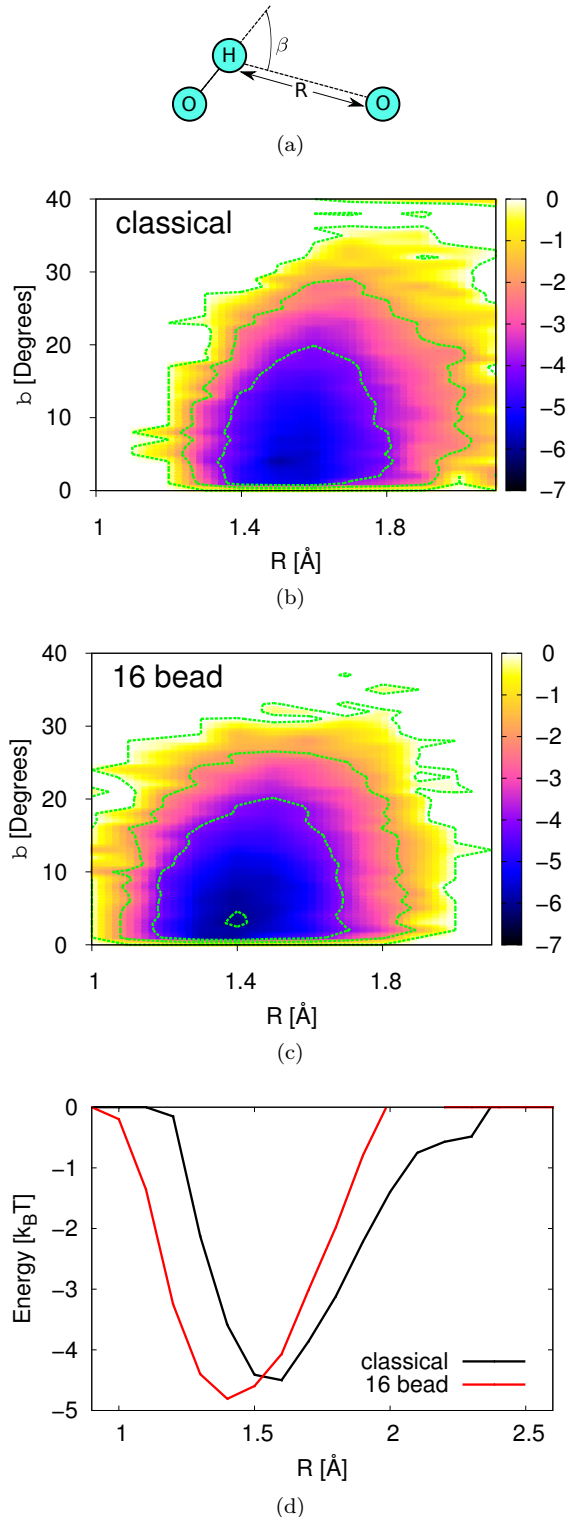 H
β
R
O
O
(a)
classical
40
30
20
10
0
b [Degrees]
1
1.4
1.8
R [Å]
0
−1
−2
−3
−4
−5
−6
−7
(b)
16 bead
40
30
20
10
0
b [Degrees]
1
1.4
1.8
R [Å]
0
−1
−2
−3
−4
−5
−6
−7
(c)
0
−1
−2
−3
−4
−5
Energy [kBT]
classical
16 bead
1
1.5
2
2.5
R [Å]
(d)